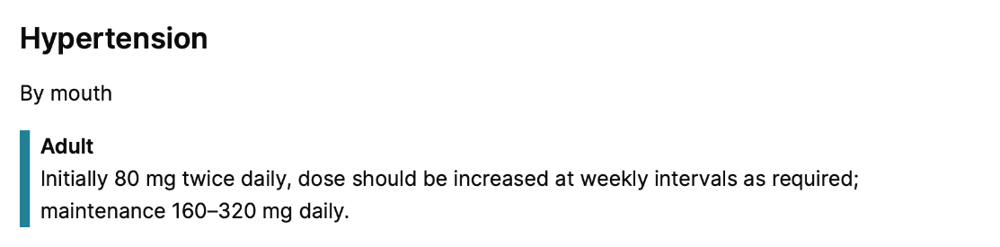 Hypertension
By mouth
Adult
Initially 80 mg twice daily, dose should be increased at weekly intervals as required;
maintenance 160–320 mg daily.